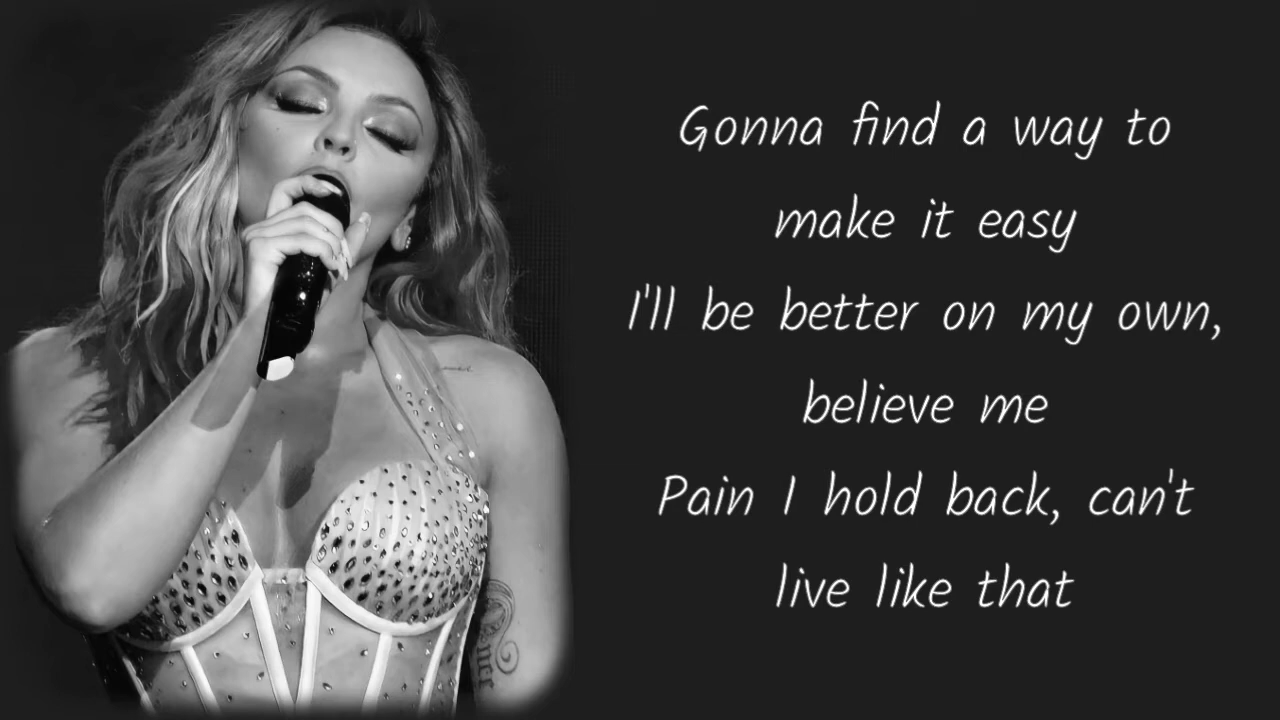 Gonna find a way to
make it easy
I'll be better on my own,
believe me
Pain I hold back, can't
live like that